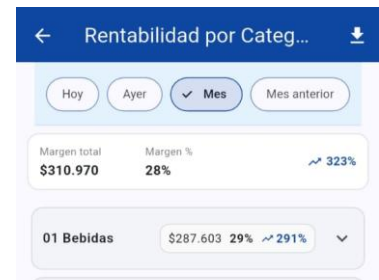 Rentabilidad por Categ...
Hoy Ayer Mes Mes anterior
Margen total Margen %
$310.970 28% 323%
01 Bebidas $287.603 29% 291%